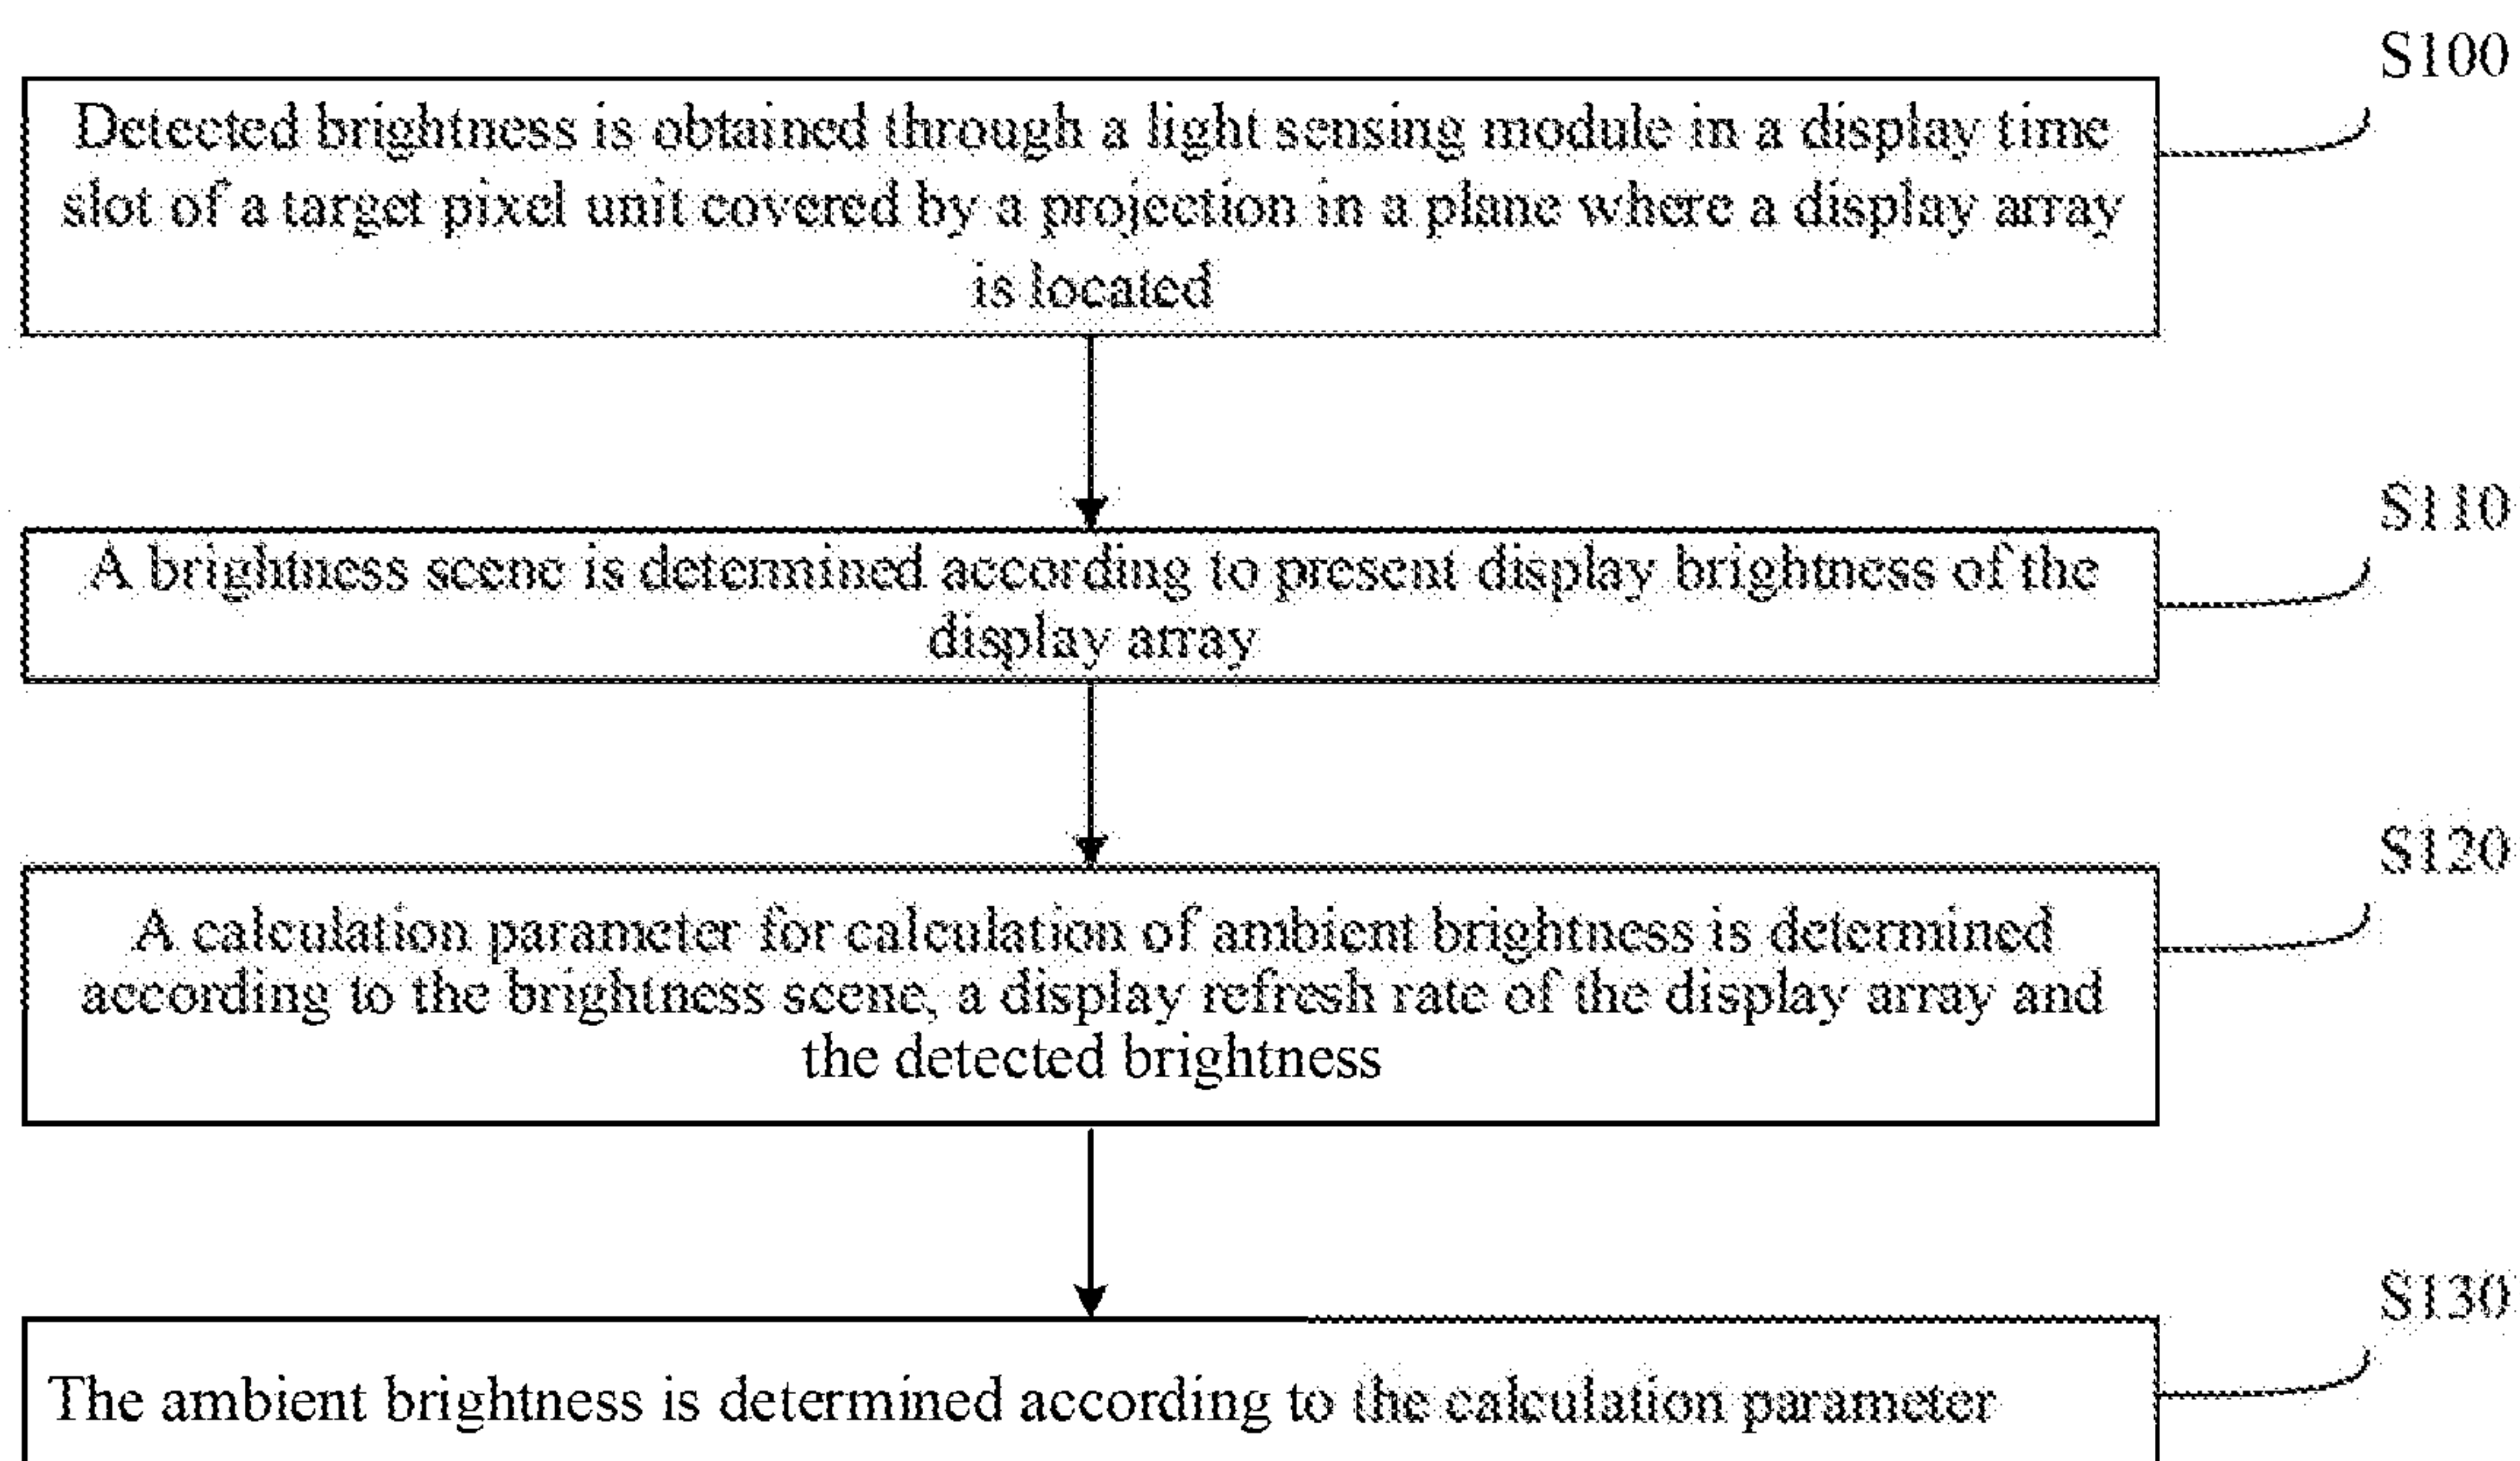 S100
Detected brightness is obtained through a light sensing module in a display time
slot of a target pixel unit covered by a projection in a plane where a display array
is located
S110
A brightness scene is determined according to present display brightness of the
display array
S120
A calculation parameter for calculation of ambient brightness is determined
according to the brightness scene, a display refresh rate of the display array and
the detected brightness
S130
The ambient brightness is determined according to the calculation parameter